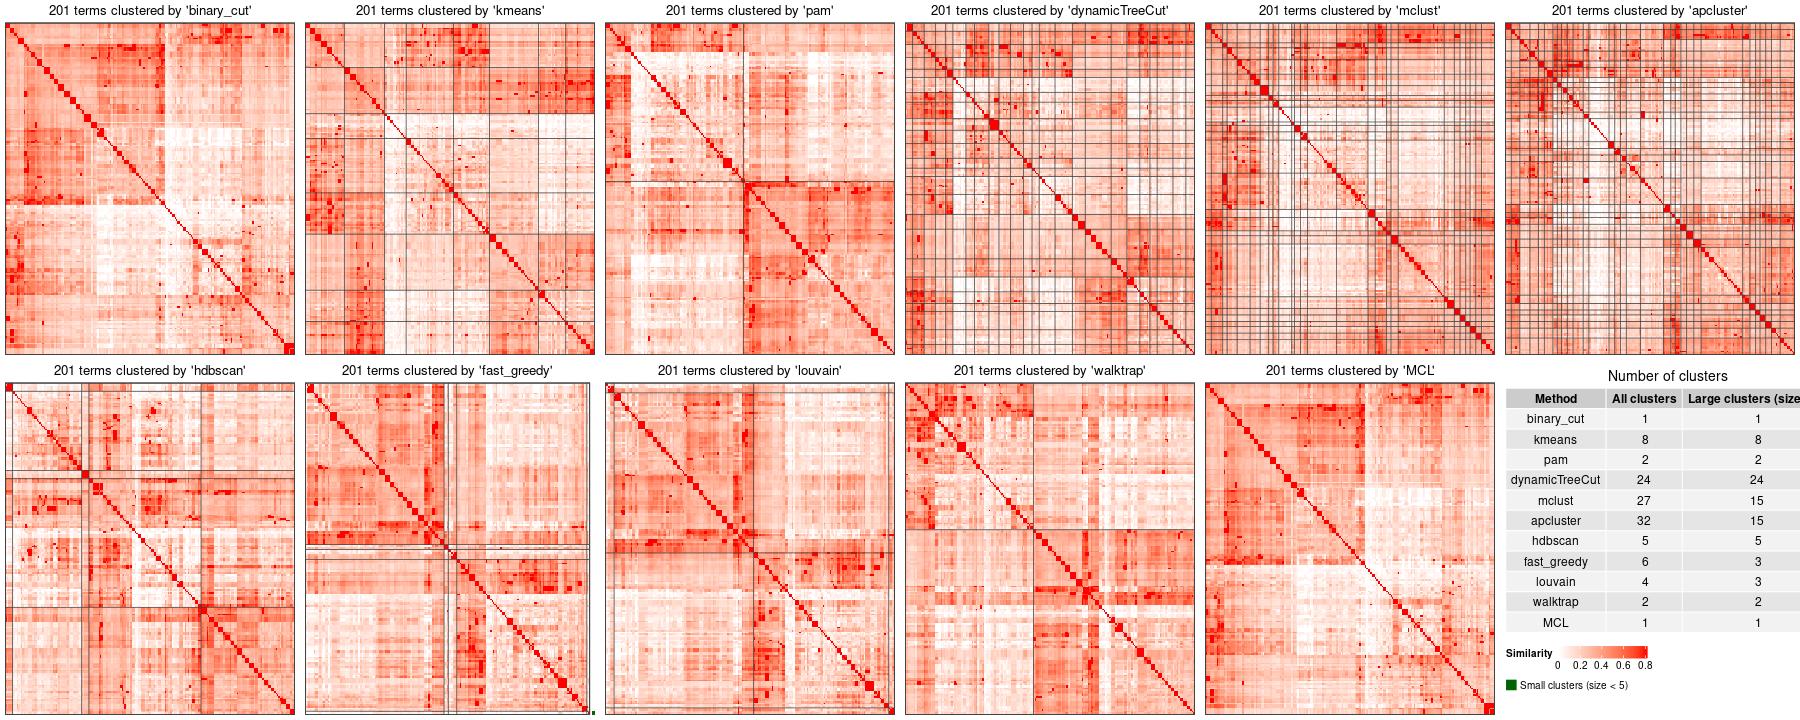 201 terms clustered by 'binary_cut'
201 terms clustered by 'kmeans'
201 terms clustered by 'pam'
201 terms clustered by 'dynamicTreeCut'
201 terms clustered by 'mclust'
201 terms clustered by 'apcluster'
201 terms clustered by 'hdbscan'
201 terms clustered by 'fast_greedy'
201 terms clustered by 'louvain'
201 terms clustered by 'walktrap'
201 terms clustered by 'MCL'
Number of clusters
Method All clusters Large clusters (size
binary_cut 1 1
kmeans 8 8
pam 2 2
dynamicTreeCut 24 24
mclust 27 15
apcluster 32 15
hdbscan 5 5
fast_greedy 6 3
louvain 4 3
walktrap 2 2
MCL 1 1
Similarity
0 0.2 0.4 0.6 0.8
Small clusters (size < 5)